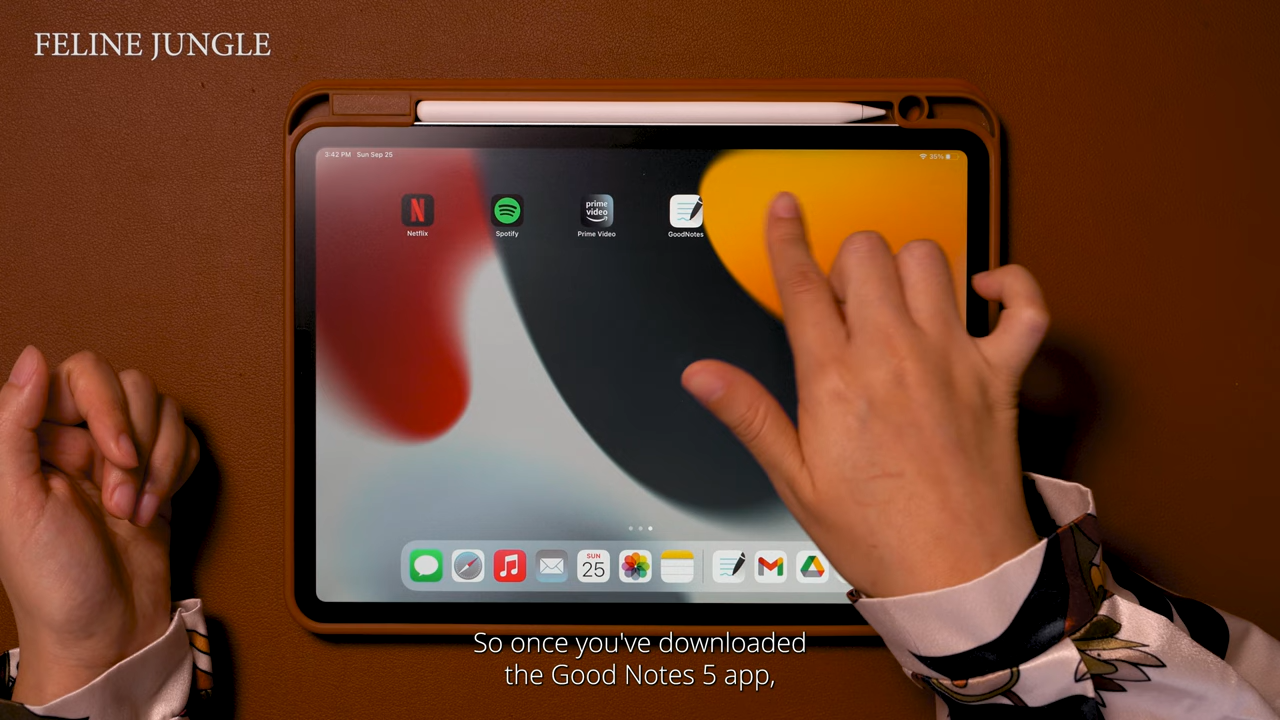 FELINE JUNGLE
3:42 PM Sun Sep 25
35%
Netflix
Spotify
prime
video
Prime Video
GoodNotes
SUN
25
So once you've downloaded
the Good Notes 5 app,